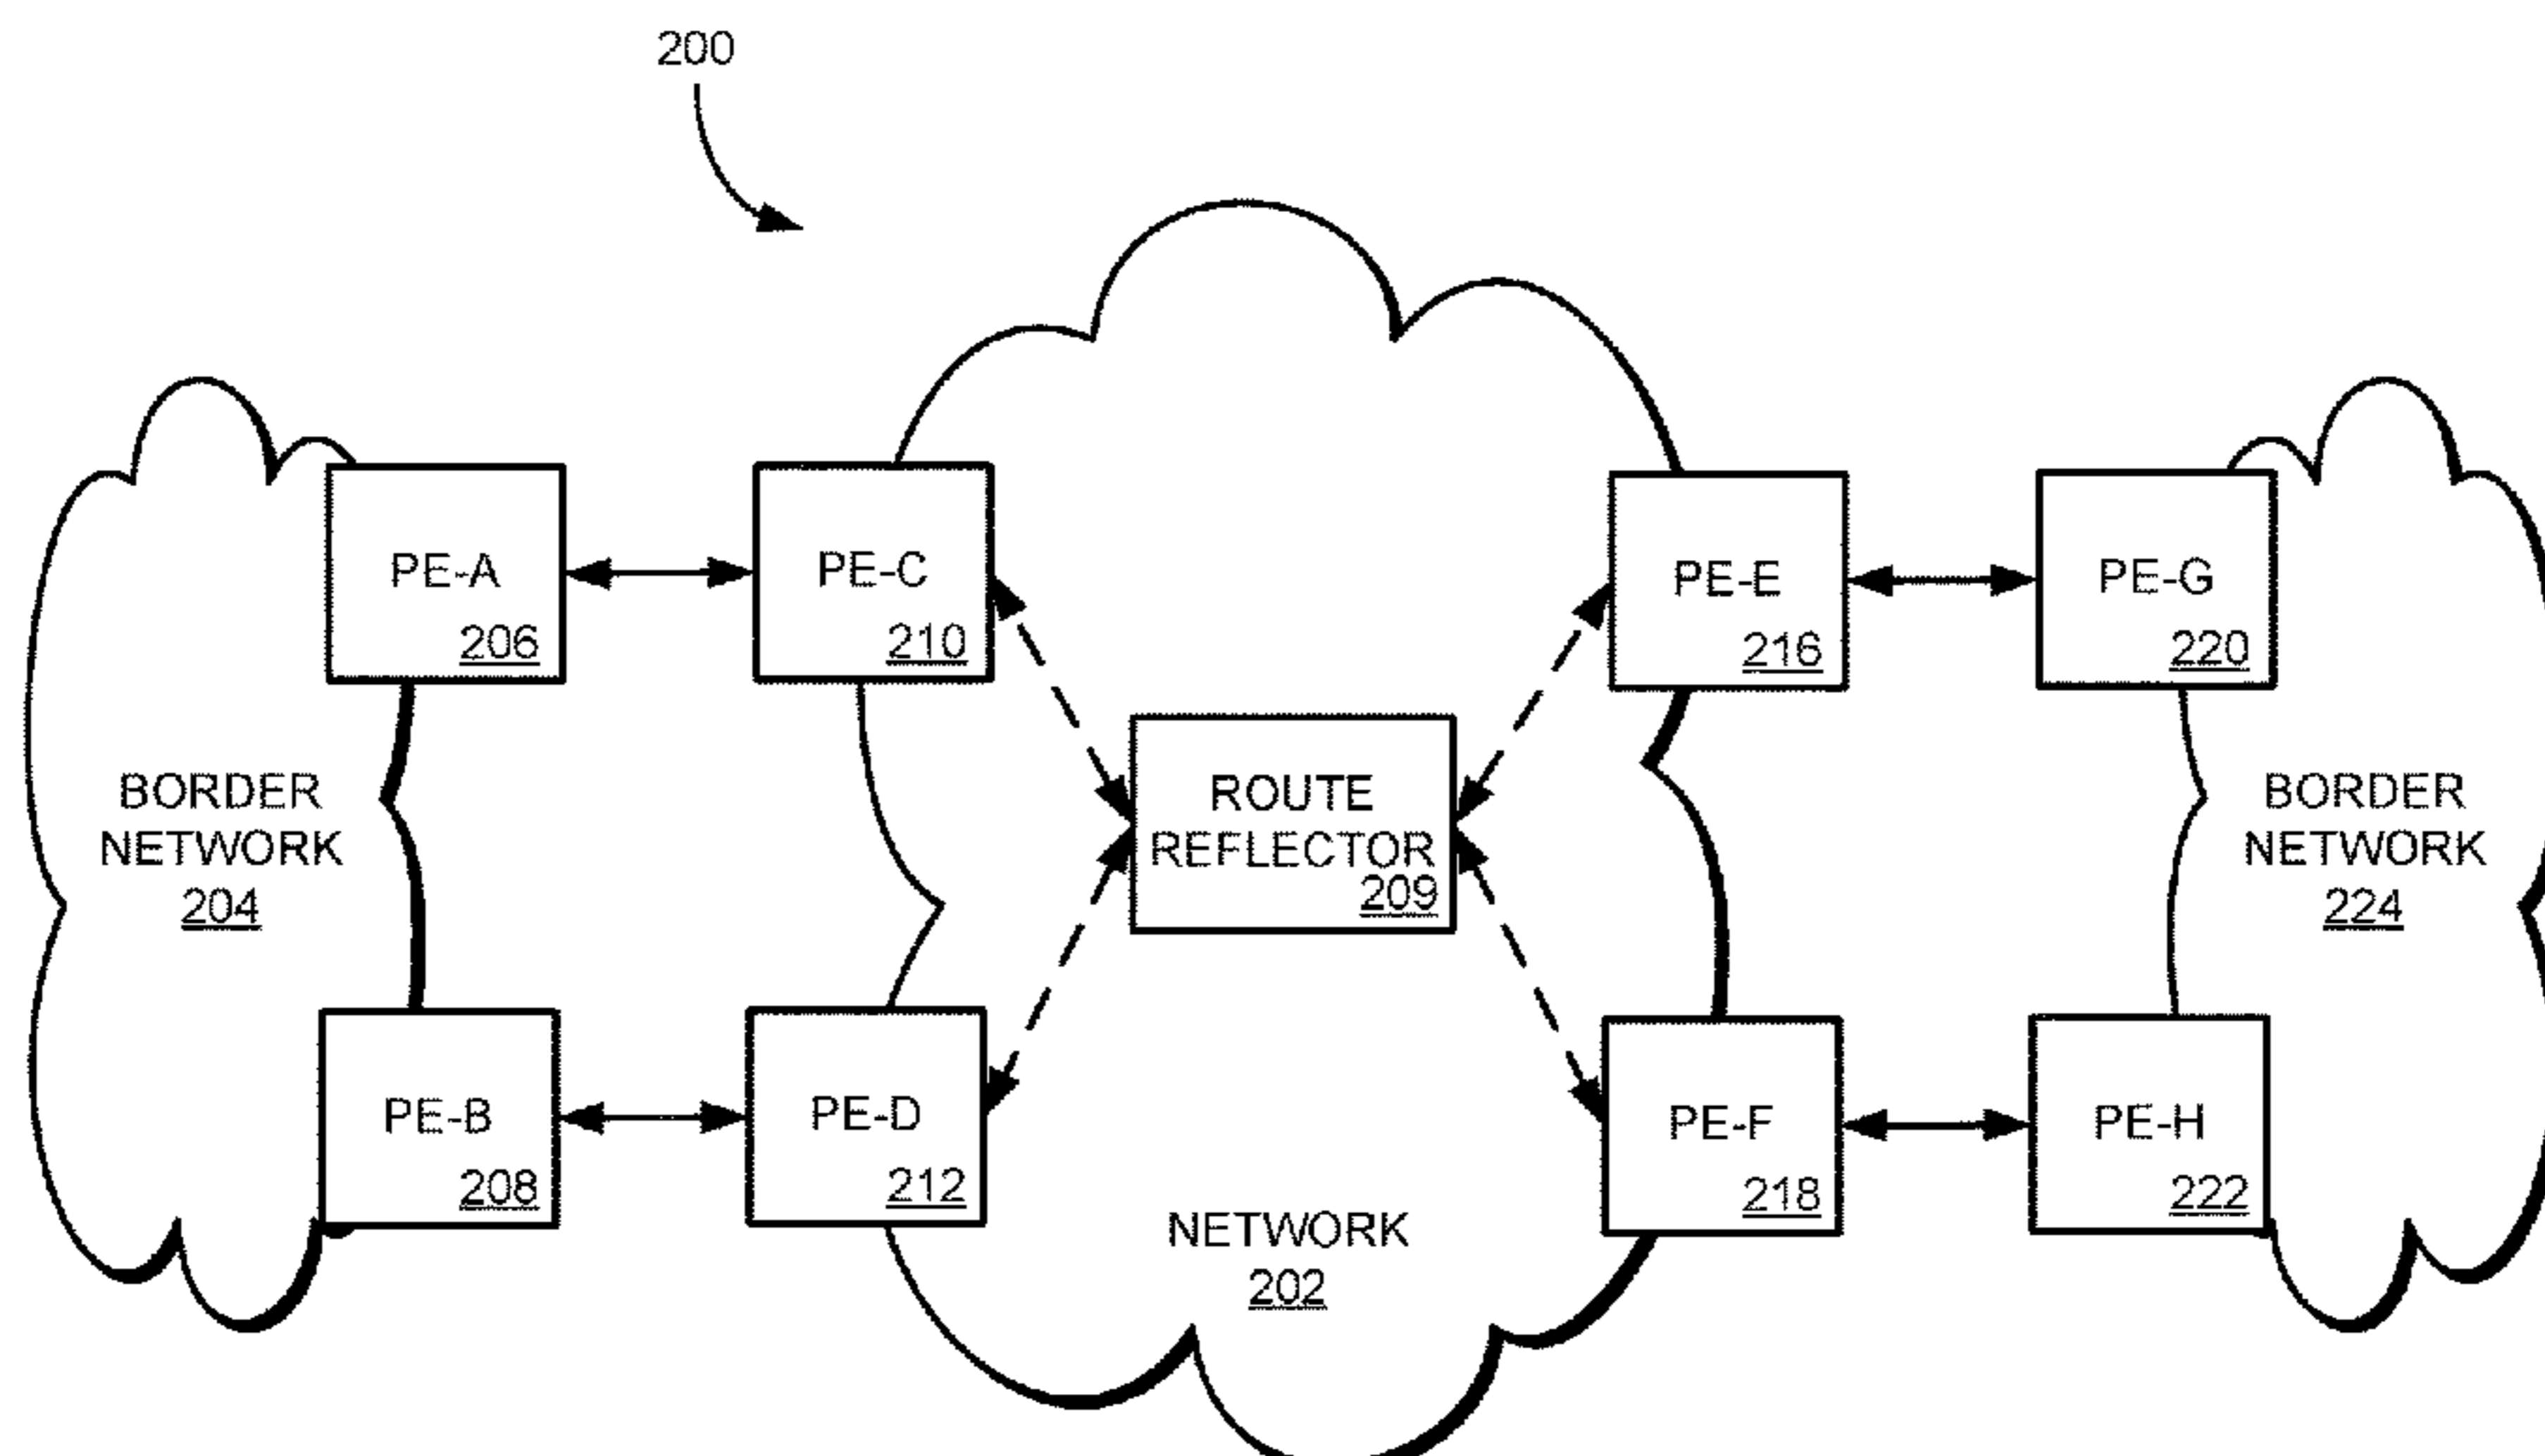 200
PE-A
206
PE-C
210
PE-E
216
PE-G
220
BORDER
NETWORK
204
ROUTE
REFLECTOR
209
BORDER
NETWORK
224
PE-B
208
PE-D
212
PE-F
218
PE-H
222
NETWORK
202